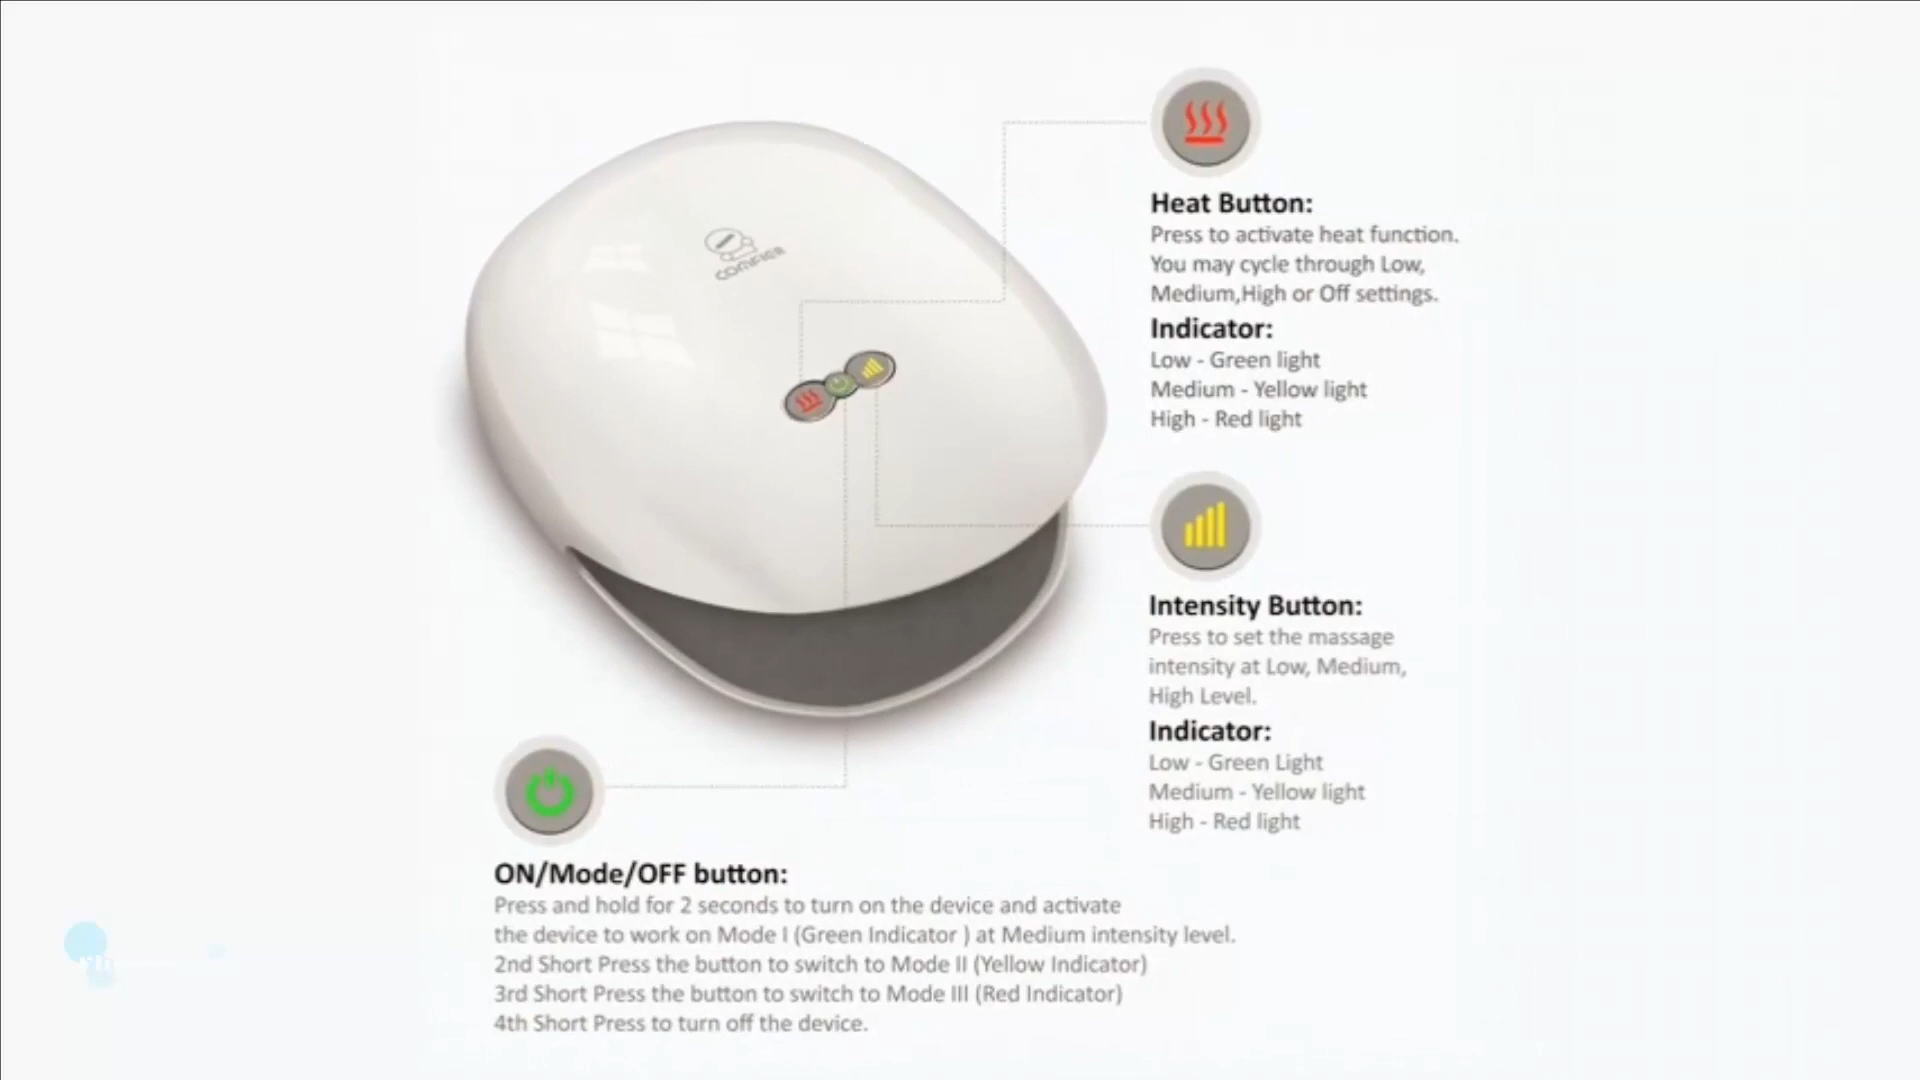 COMFIER
Heat Button:
Press to activate heat function.
You may cycle through Low,
Medium,High or Off settings.
Indicator:
Low - Green light
Medium - Yellow light
High - Red light
Intensity Button:
Press to set the massage
intensity at Low, Medium,
High Level.
Indicator:
Low - Green Light
Medium - Yellow light
High - Red light
ON/Mode/OFF button:
Press and hold for 2 seconds to turn on the device and activate
the device to work on Mode I (Green Indicator ) at Medium intensity level.
2nd Short Press the button to switch to Mode II (Yellow Indicator)
3rd Short Press the button to switch to Mode III (Red Indicator)
4th Short Press to turn off the device.